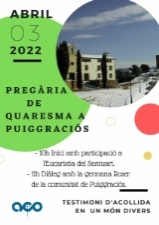 ABRIL
03
2022
PREGÀRIA
DE
QUARESMA A
PUIGGRACIÓS
- 10h Inici amb participació a
l'Eucaristia del Santuari.
- 11h Diàleg amb la germana Roser
de la comunitat de Puiggraciós.
TESTIMONI D'ACOLLIDA
EN UN MÓN DIVERS